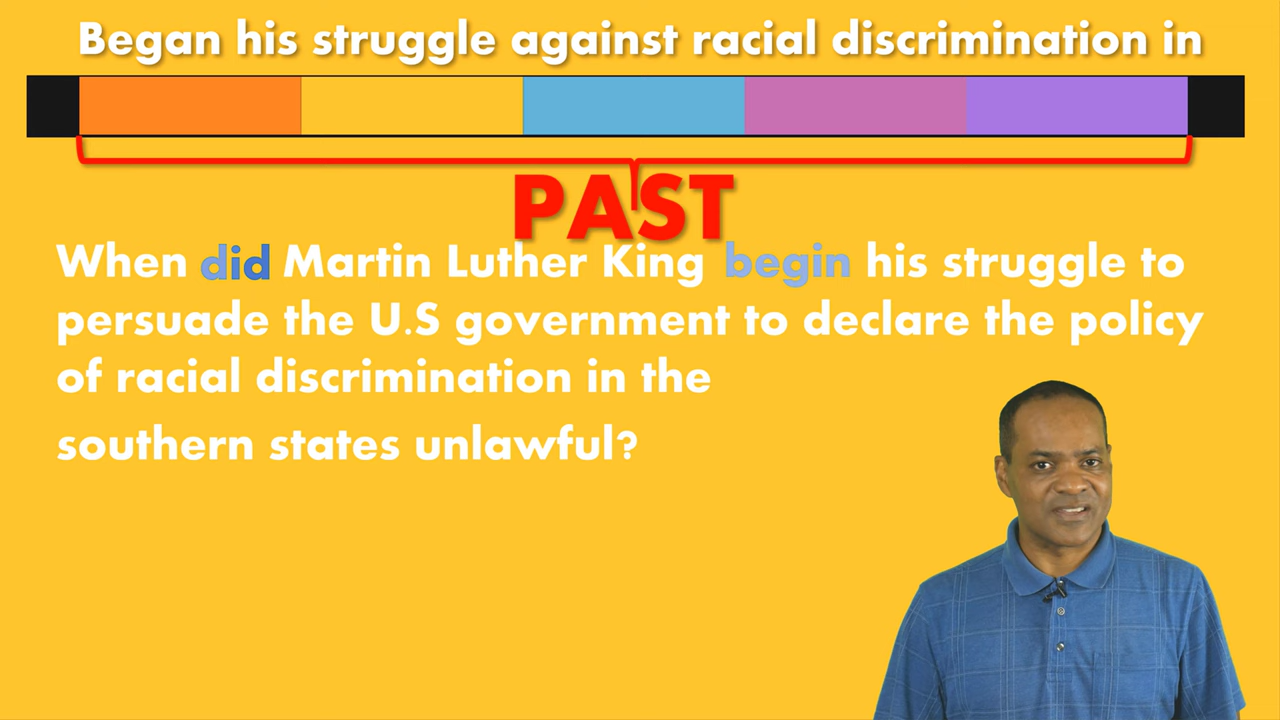 Began his struggle against racial discrimination in
PAST
When did Martin Luther King begin his struggle to
persuade the U.S government to declare the policy
of racial discrimination in the
southern states unlawful?